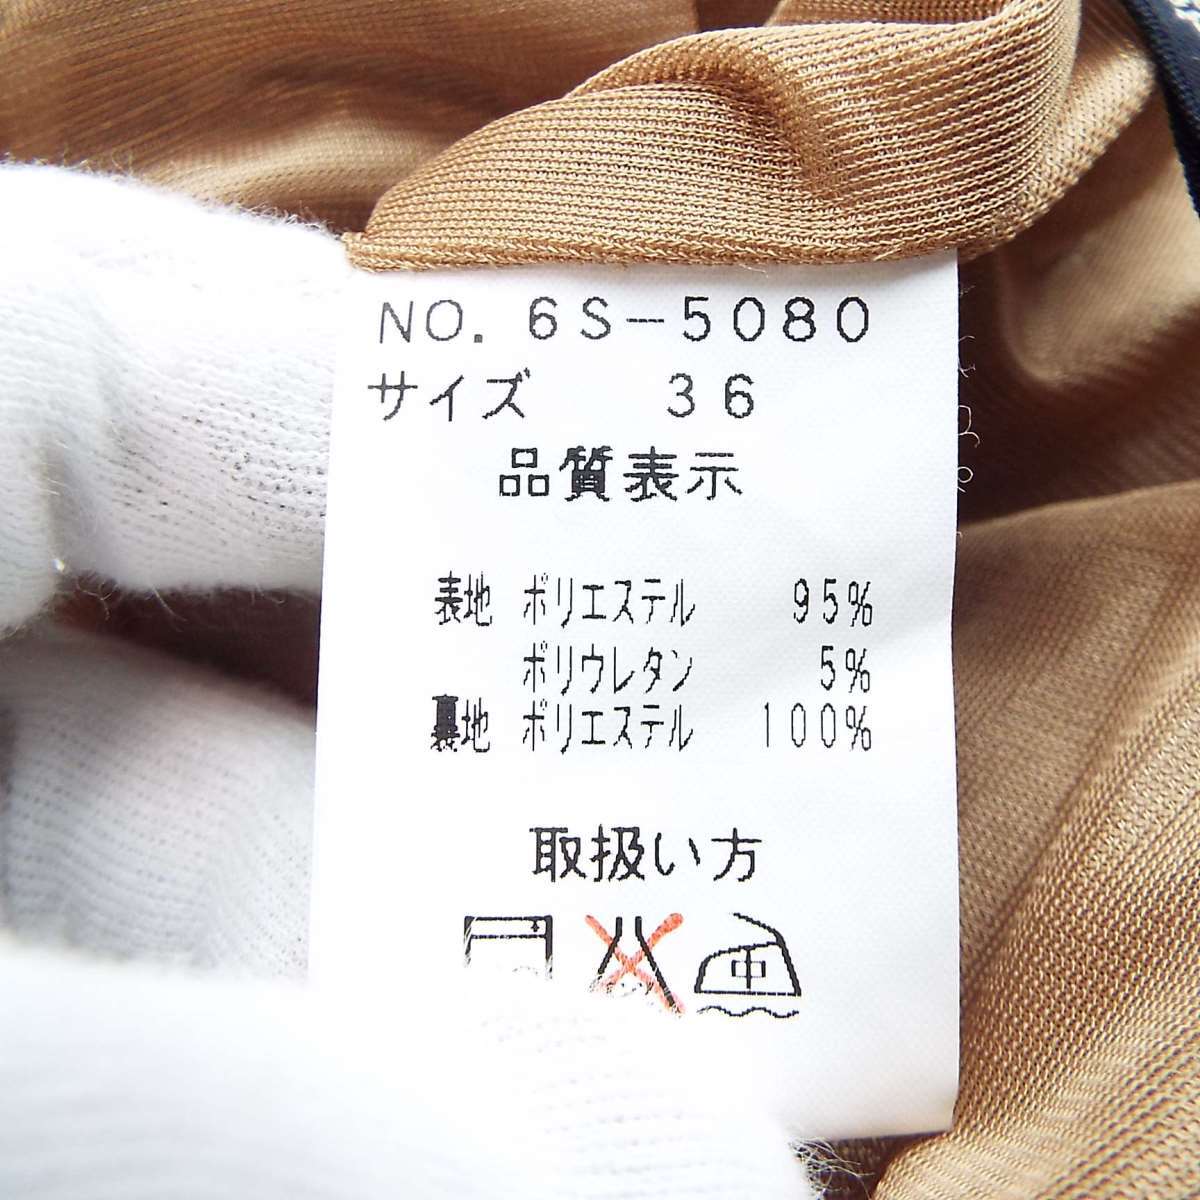 NO. 6S-5080
サイズ 36
品質表示
表地 ポリエステル 95%
ポリウレタン 5%
裏地 ポリエステル 100%
取扱い方
中